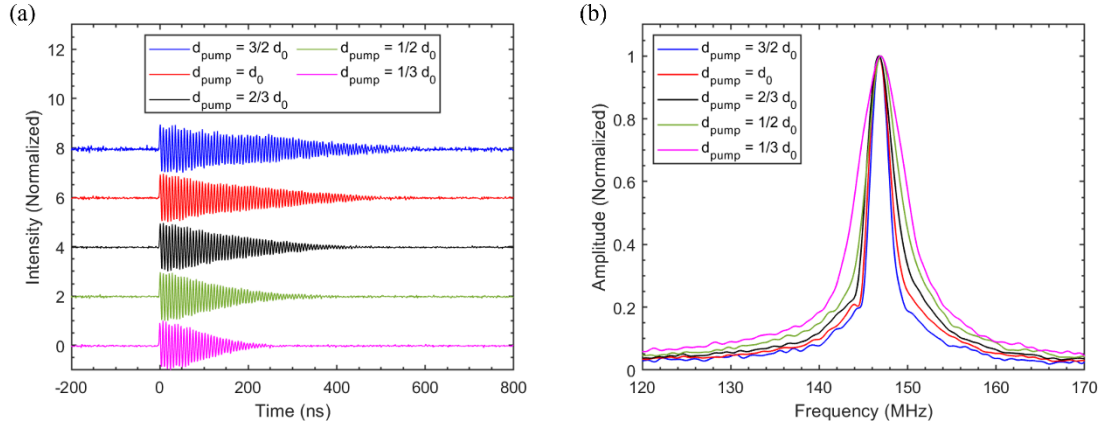 (a)
d_pump = 3/2 d_0
d_pump = 1/2 d_0
d_pump = d_0
d_pump = 1/3 d_0
d_pump = 2/3 d_0
12
10
8
6
4
2
0
Intensity (Normalized)
-200
0
200
400
600
800
Time (ns)
(b)
d_pump = 3/2 d_0
d_pump = d_0
d_pump = 2/3 d_0
d_pump = 1/2 d_0
d_pump = 1/3 d_0
1
0.8
0.6
0.4
0.2
0
Amplitude (Normalized)
120
130
140
150
160
170
Frequency (MHz)